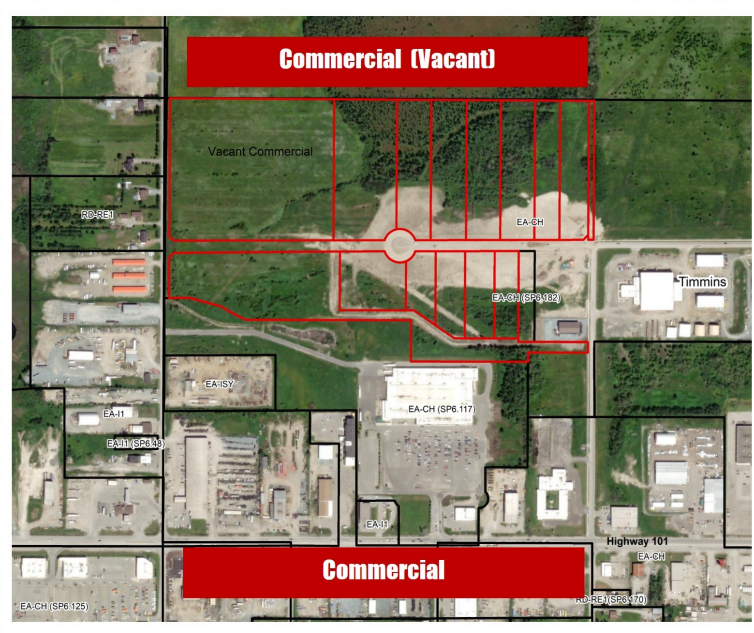 Commercial (Vacant)
Vacant Commercial
RD-RE1
EA-CH
Timmins
EA-CH (SP6.182)
EA-ISY
EA-CH (SP6.117)
EA-I1
EA-I1 (SP6.48)
EA-I1
Highway 101
EA-CH
Commercial
EA-CH (SP6.125)
RD-RE1(SP6.170)